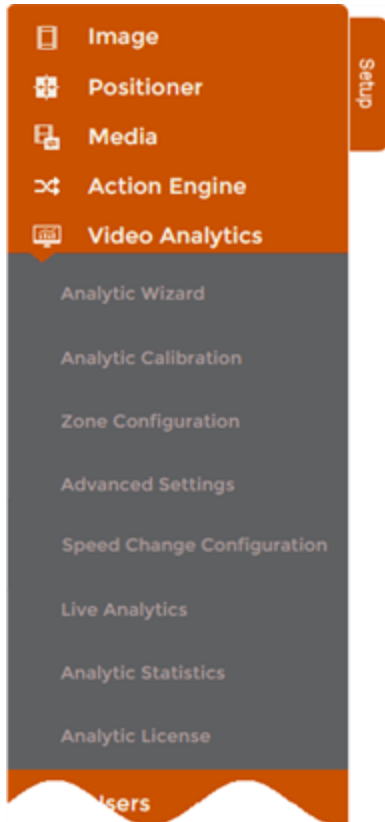 Image
Setup
Positioner
Media
Action Engine
Video Analytics
Analytic Wizard
Analytic Calibration
Zone Configuration
Advanced Settings
Speed Change Configuration
Live Analytics
Analytic Statistics
Analytic License